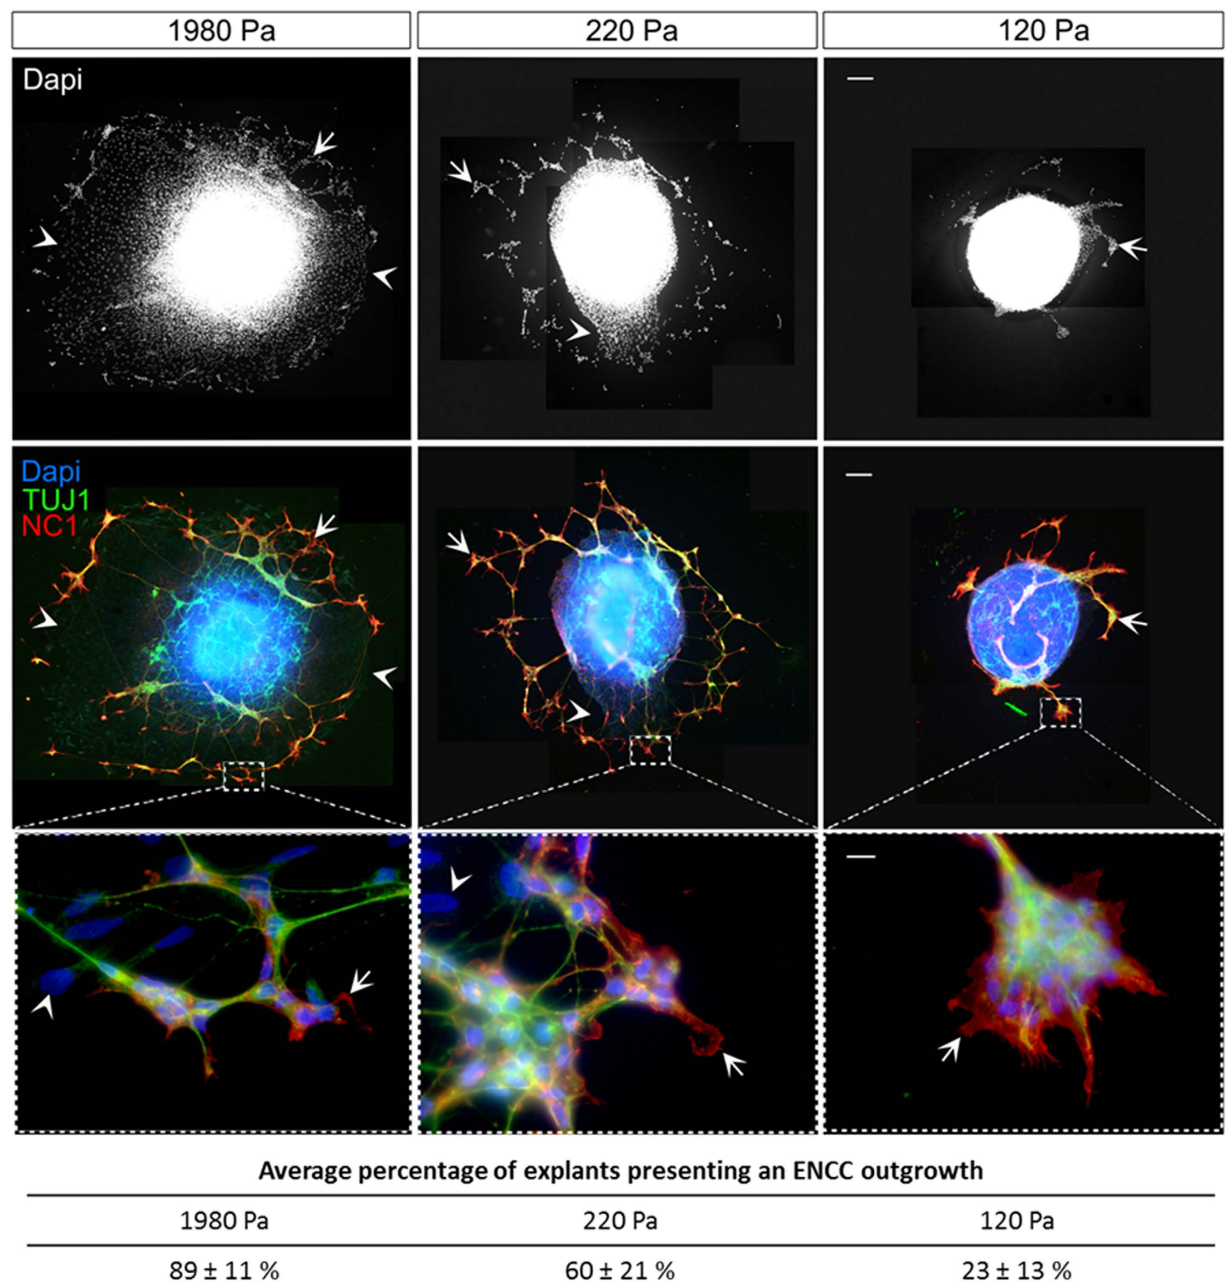 1980 Pa 220 Pa 120 Pa
Dapi
Dapi
TUJ1
NC1
Average percentage of explants presenting an ENCC outgrowth
1980 Pa 220 Pa 120 Pa
89 ± 11 % 60 ± 21 % 23 ± 13 %